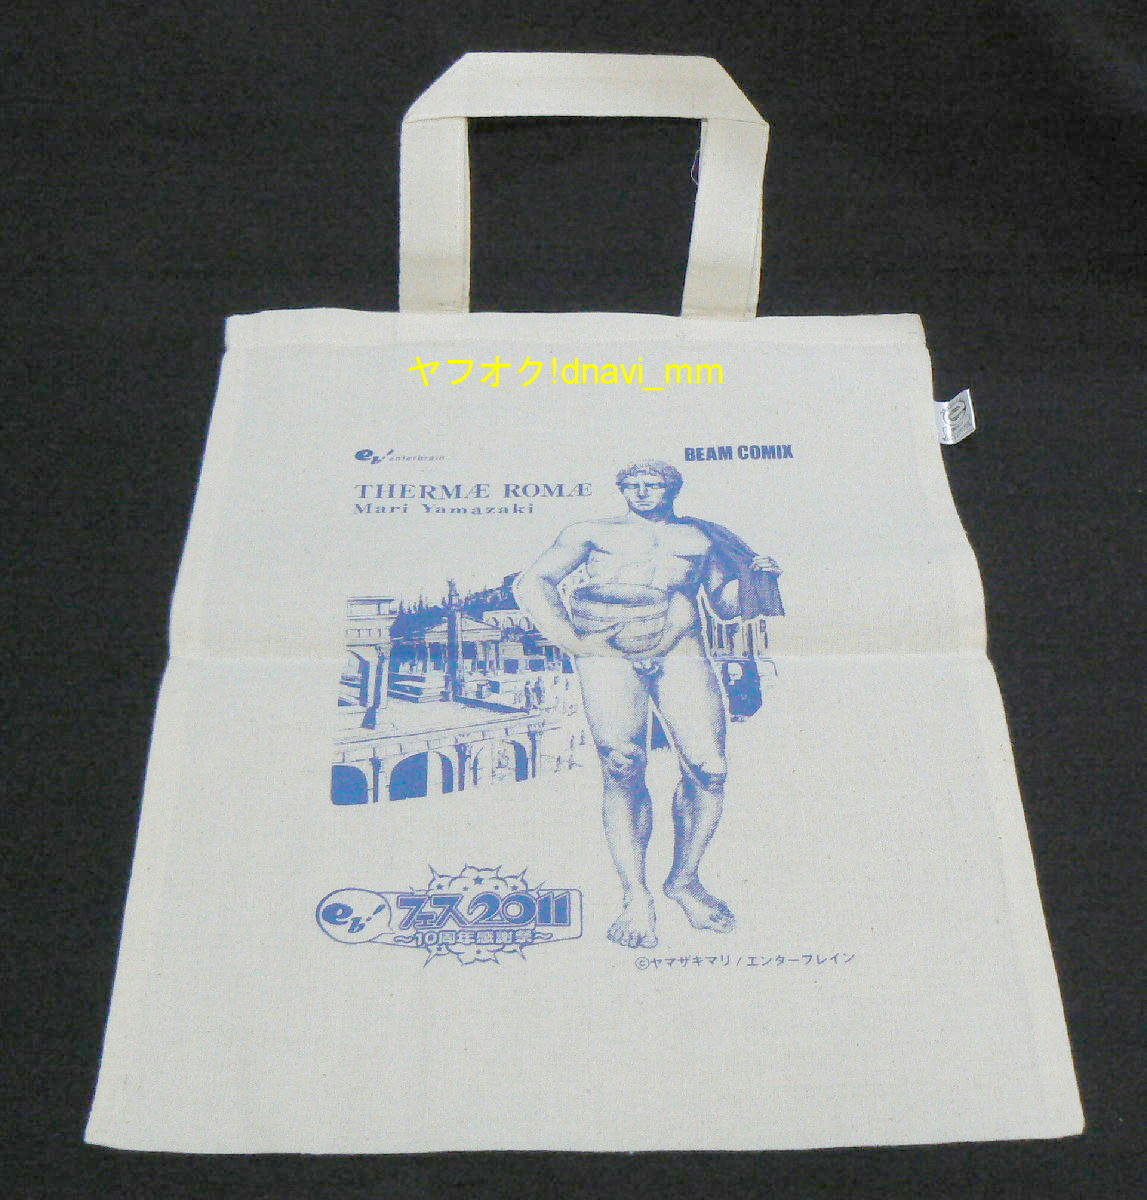 ヤフオク!dnavi_mm
eb! enterbrain
BEAM COMIX
THERMÆ ROMÆ
Mari Yamazaki
eb!
フェス2011
～10周年感謝祭～
©ヤマザキマリ/エンターブレイン